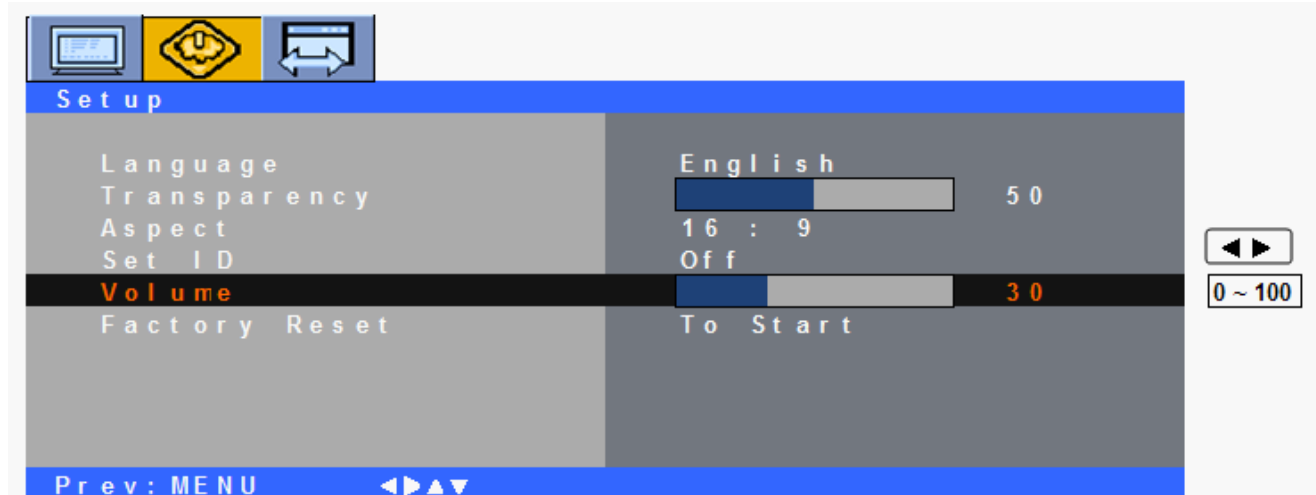 Setup
Language English
Transparency 50
Aspect 16 : 9
Set ID Off
Volume 30
0 ~ 100
Factory Reset To Start
Prev: MENU ◀▶▲▼